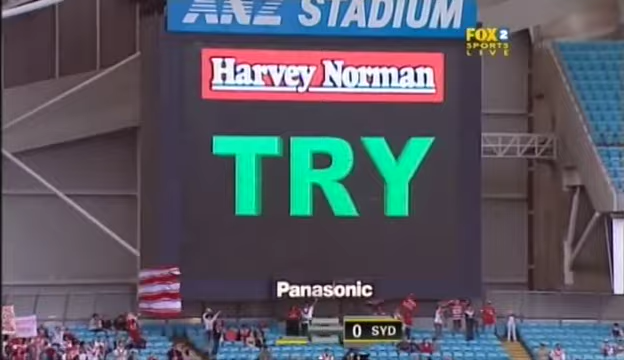 ANZ STADIUM
FOX 2
SPORTS
LIVE
Harvey Norman
TRY
Panasonic
0 SYD